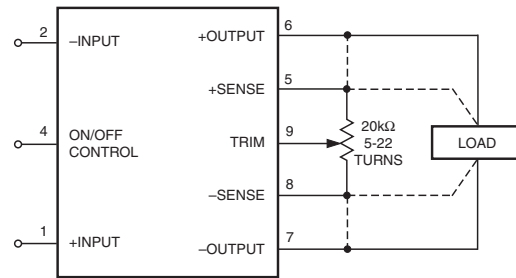 2
–INPUT
4
ON/OFF
CONTROL
1
+INPUT
+OUTPUT
6
+SENSE
5
TRIM
9
–SENSE
8
–OUTPUT
7
20kΩ
5-22
TURNS
LOAD